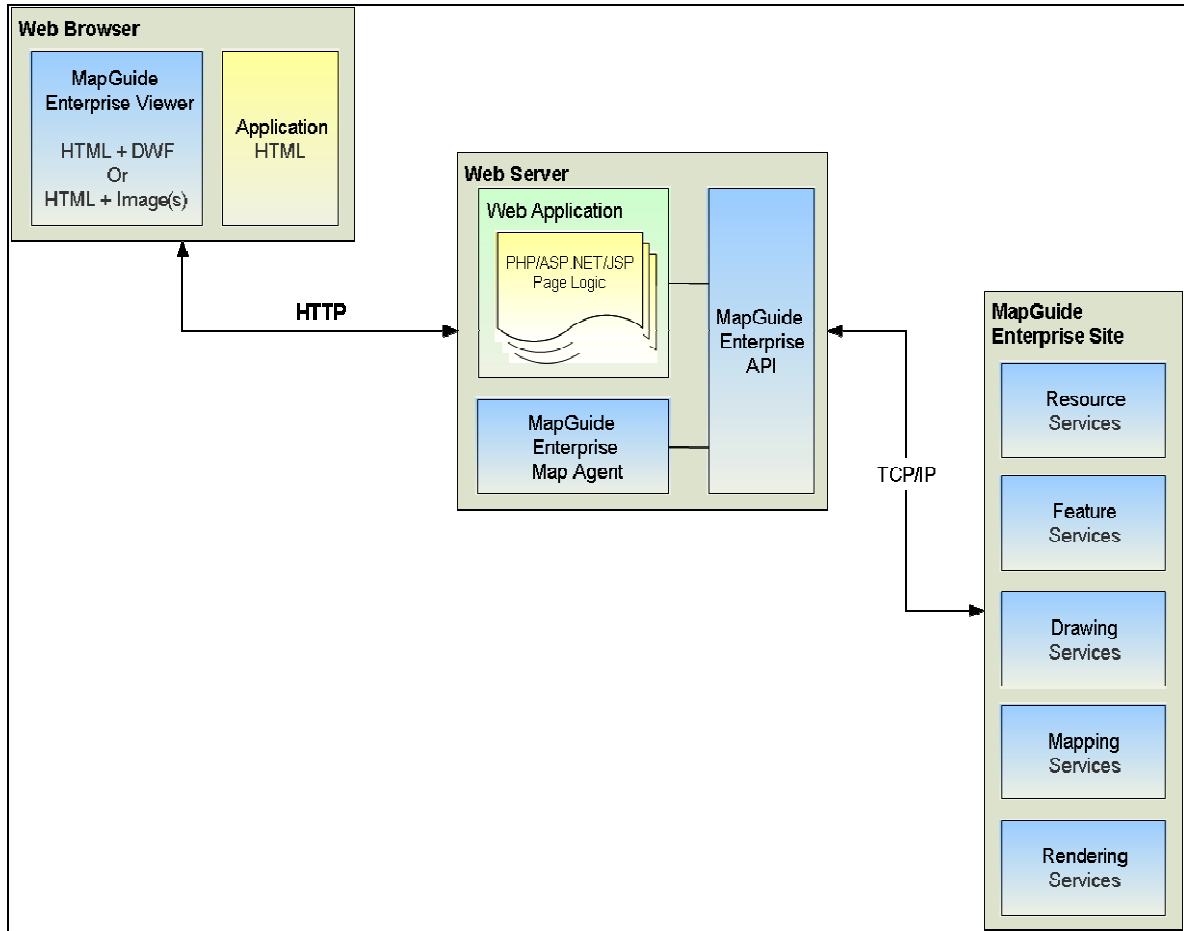 Web Browser
MapGuide
Enterprise Viewer
HTML + DWF
Or
HTML + Image(s)
Application
HTML
HTTP
Web Server
Web Application
PHP/ASP.NET/JSP
Page Logic
MapGuide
Enterprise
Map Agent
MapGuide
Enterprise
API
TCP/IP
MapGuide
Enterprise Site
Resource
Services
Feature
Services
Drawing
Services
Mapping
Services
Rendering
Services